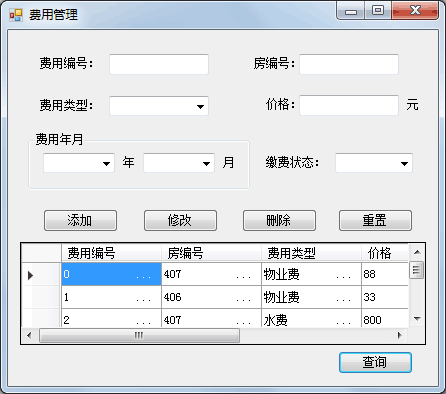 费用管理
费用编号： 房编号：
费用类型： 价格： 元
费用年月
年 月 缴费状态：
添加 修改 删除 重置
费用编号 房编号 费用类型 价格
0 ... 407 ... 物业费 ... 88
1 ... 406 ... 物业费 ... 33
2 ... 407 ... 水费 ... 800
查询